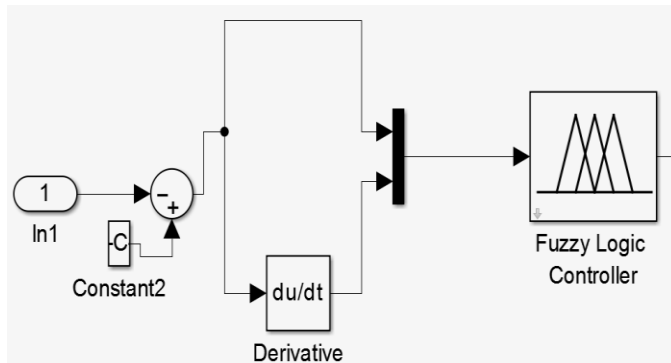 1
In1
-
+
-C
Constant2
du/dt
Derivative
Fuzzy Logic
Controller